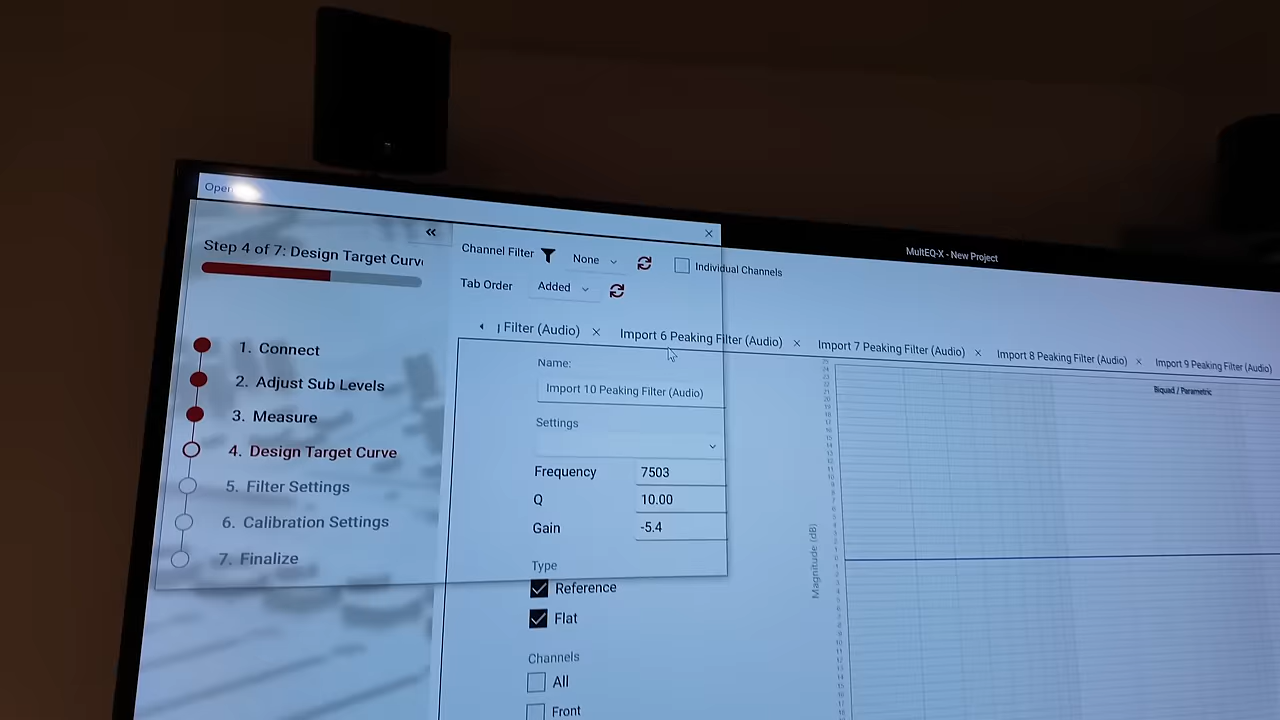 Open
MultEQ-X - New Project
«
Step 4 of 7: Design Target Curv
Channel Filter
None
Individual Channels
Tab Order
Added
Filter (Audio)
Import 6 Peaking Filter (Audio)
Import 7 Peaking Filter (Audio)
Import 8 Peaking Filter (Audio)
Import 9 Peaking Filter (Audio)
1. Connect
2. Adjust Sub Levels
3. Measure
4. Design Target Curve
5. Filter Settings
6. Calibration Settings
7. Finalize
Name:
Import 10 Peaking Filter (Audio)
Settings
Frequency
7503
Q
10.00
Gain
-5.4
Type
Reference
Flat
Channels
All
Front
Biquad / Parametric
Magnitude (dB)